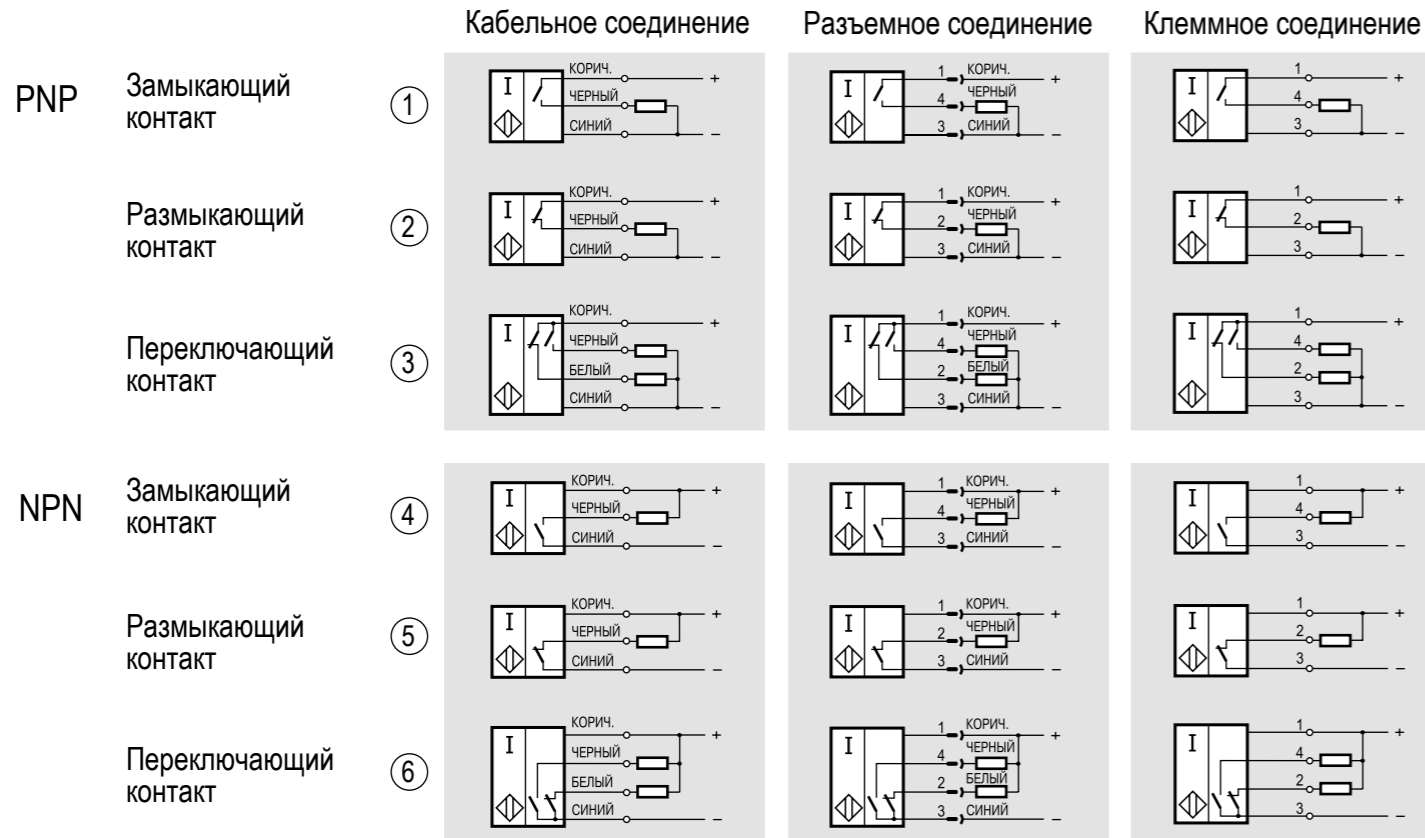 Кабельное соединение
Разъемное соединение
Клеммное соединение
PNP
Замыкающий
контакт
1
I
КОРИЧ.
+
ЧЕРНЫЙ
СИНИЙ
–
I
1 КОРИЧ.
+
4 ЧЕРНЫЙ
3 СИНИЙ
–
I
1
+
4
3
–
Размыкающий
контакт
2
I
КОРИЧ.
+
ЧЕРНЫЙ
СИНИЙ
–
I
1 КОРИЧ.
+
2 ЧЕРНЫЙ
3 СИНИЙ
–
I
1
+
2
3
–
Переключающий
контакт
3
I
КОРИЧ.
+
ЧЕРНЫЙ
БЕЛЫЙ
СИНИЙ
–
I
1 КОРИЧ.
+
4 ЧЕРНЫЙ
2 БЕЛЫЙ
3 СИНИЙ
–
I
1
+
4
2
3
–
NPN
Замыкающий
контакт
4
I
КОРИЧ.
+
ЧЕРНЫЙ
СИНИЙ
–
I
1 КОРИЧ.
+
4 ЧЕРНЫЙ
3 СИНИЙ
–
I
1
+
4
3
–
Размыкающий
контакт
5
I
КОРИЧ.
+
ЧЕРНЫЙ
СИНИЙ
–
I
1 КОРИЧ.
+
2 ЧЕРНЫЙ
3 СИНИЙ
–
I
1
+
2
3
–
Переключающий
контакт
6
I
КОРИЧ.
+
ЧЕРНЫЙ
БЕЛЫЙ
СИНИЙ
–
I
1 КОРИЧ.
+
4 ЧЕРНЫЙ
2 БЕЛЫЙ
3 СИНИЙ
–
I
1
+
4
2
3
–